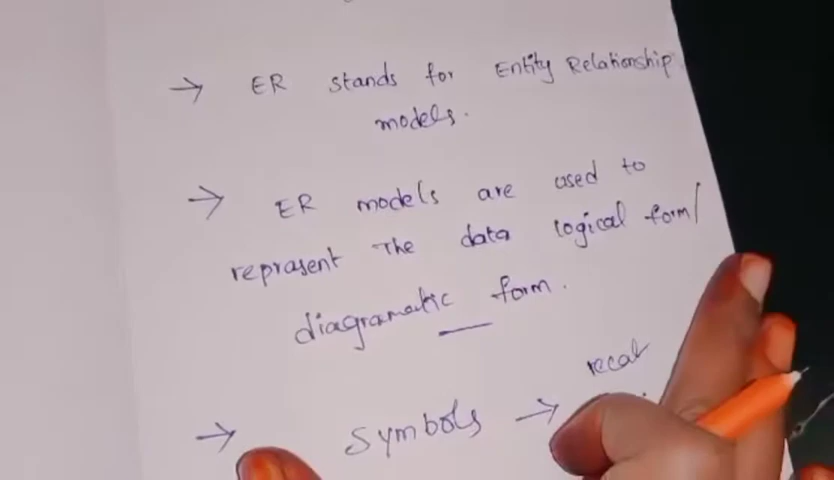 → ER stands for Entity Relationship
models.
→ ER models are used to
reprasent The data logical form/
diagramatic form.
→ Symbols → recal